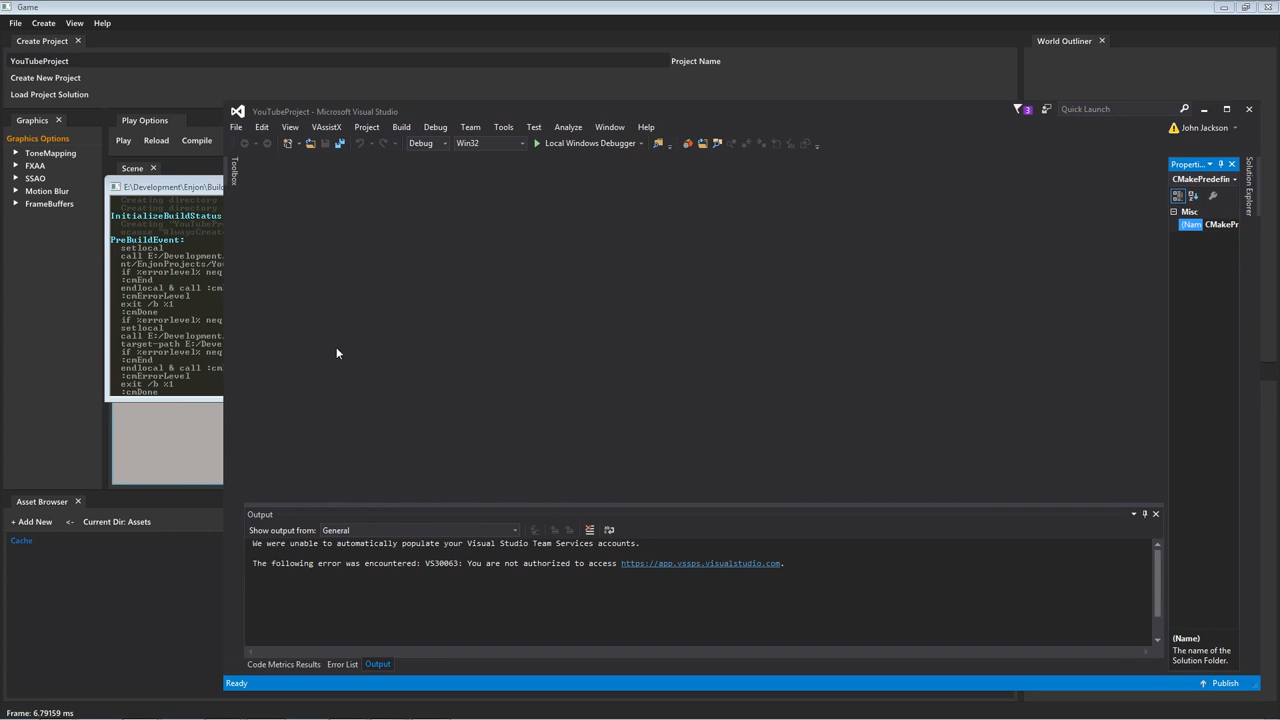 Game
File Create View Help
Create Project
World Outliner
YouTubeProject Project Name
Create New Project
Load Project Solution
Graphics
Graphics Options
ToneMapping
FXAA
SSAO
Motion Blur
FrameBuffers
Play Options
Play Reload Compile
Scene
E:\Development\Enjon\Buil
Creating directory
InitializeBuildStatus
Creating "YouTubePr
ecause "AlwaysCreate
PreBuildEvent:
setlocal
call E:/Development.
nt/EnjonProjects/You
if %errorlevel% neq
:cmEnd
endlocal & call :cm
:cmErrorLevel
exit /b %1
:cmDone
if %errorlevel% neq
setlocal
call E:/Development.
target-path E:/Deve
if %errorlevel% neq
:cmEnd
endlocal & call :cm
:cmErrorLevel
exit /b %1
:cmDone
YouTubeProject - Microsoft Visual Studio
3
Quick Launch
File Edit View VAssistX Project Build Debug Team Tools Test Analyze Window Help
John Jackson
Debug Win32 Local Windows Debugger
Toolbox
Properti...
CMakePredefin
Misc
(Nam CMakePr
Solution Explorer
(Name)
The name of the
Solution Folder.
Output
Show output from: General
We were unable to automatically populate your Visual Studio Team Services accounts.
The following error was encountered: VS30063: You are not authorized to access https://app.vssps.visualstudio.com.
Code Metrics Results Error List Output
Ready
Publish
Asset Browser
+ Add New <- Current Dir: Assets
Cache
Frame: 6.79159 ms